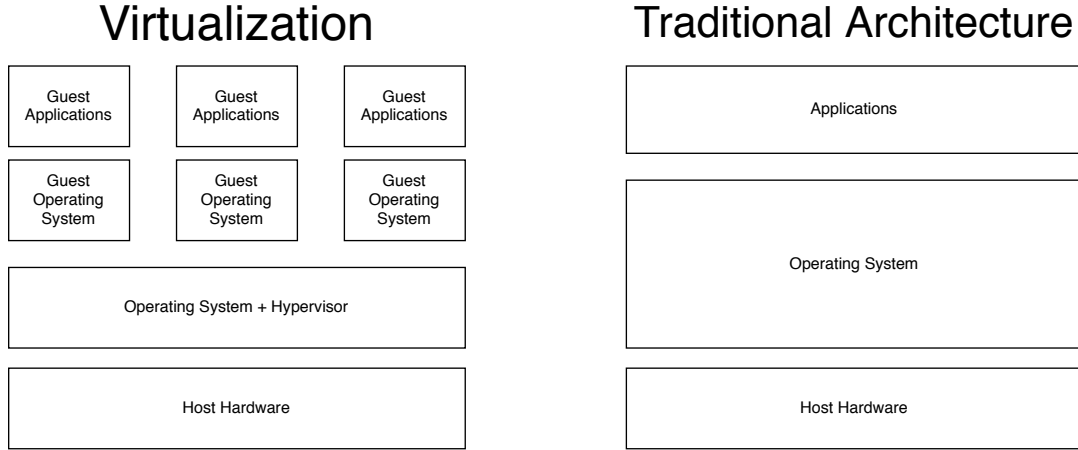 Virtualization
Guest
Applications
Guest
Applications
Guest
Applications
Guest
Operating
System
Guest
Operating
System
Guest
Operating
System
Operating System + Hypervisor
Host Hardware
Traditional Architecture
Applications
Operating System
Host Hardware